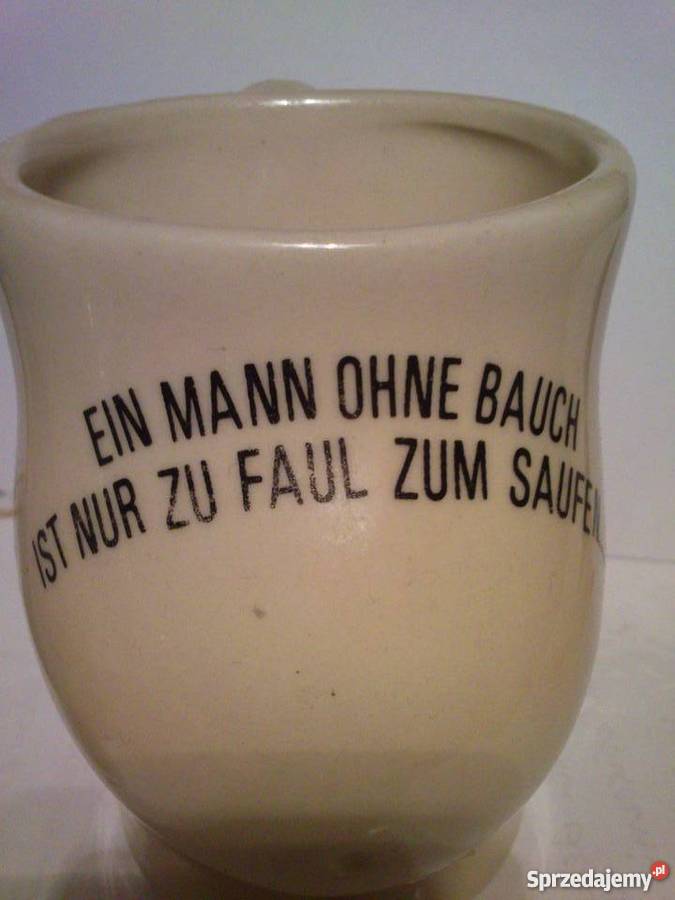 EIN MANN OHNE BAUCH
IST NUR ZU FAUL ZUM SAUFEN
Sprzedajemy.pl